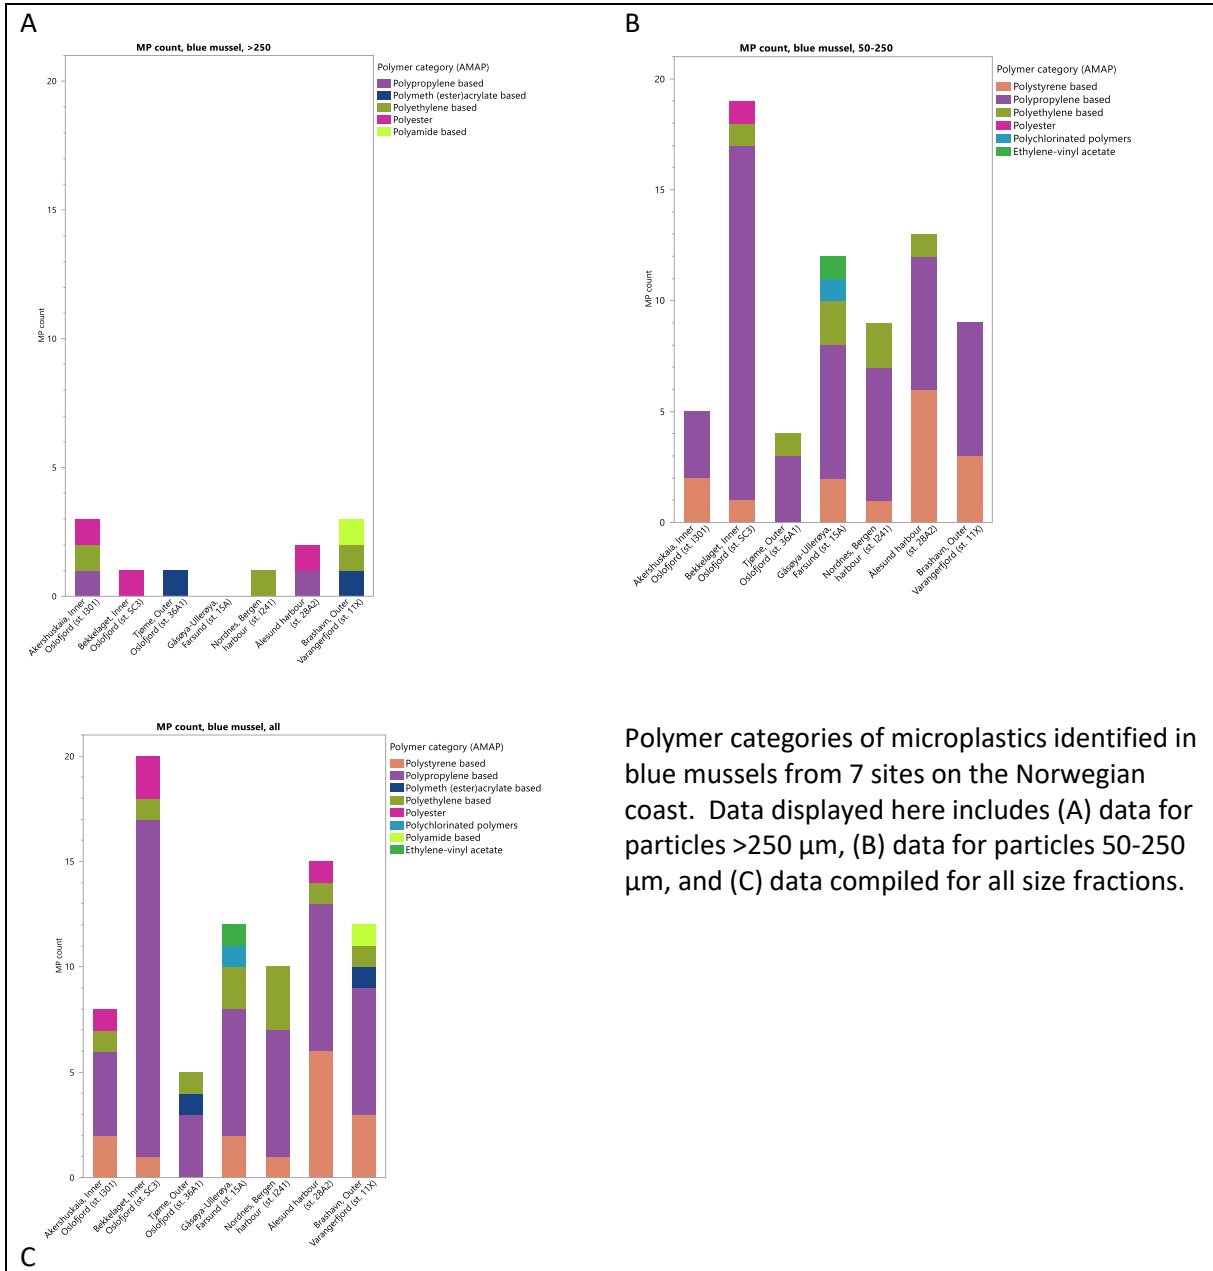 A
MP count, blue mussel, >250
Polymer category (AMAP)
Polypropylene based
Polymeth (ester)acrylate based
Polyethylene based
Polyester
Polyamide based
20
15
10
5
0
MP count
Akershuskaia, Inner
Oslofjord (st. I301)
Bekkelaget, Inner
Oslofjord (st. SC3)
Tjøme, Outer
Oslofjord (st. 36A1)
Gåsøya-Ullerøya,
Farsund (st. 15A)
Nordnes, Bergen
harbour (st. I241)
Ålesund harbour
(st. 28A2)
Brashavn, Outer
Varangerfjord (st. 11X)
B
MP count, blue mussel, 50-250
Polymer category (AMAP)
Polystyrene based
Polypropylene based
Polyethylene based
Polyester
Polychlorinated polymers
Ethylene-vinyl acetate
20
15
10
5
0
MP count
Akershuskaia, Inner
Oslofjord (st. I301)
Bekkelaget, Inner
Oslofjord (st. SC3)
Tjøme, Outer
Oslofjord (st. 36A1)
Gåsøya-Ullerøya,
Farsund (st. 15A)
Nordnes, Bergen
harbour (st. I241)
Ålesund harbour
(st. 28A2)
Brashavn, Outer
Varangerfjord (st. 11X)
MP count, blue mussel, all
Polymer category (AMAP)
Polystyrene based
Polypropylene based
Polymeth (ester)acrylate based
Polyethylene based
Polyester
Polychlorinated polymers
Polyamide based
Ethylene-vinyl acetate
20
15
10
5
0
MP count
Akershuskaia, Inner
Oslofjord (st. I301)
Bekkelaget, Inner
Oslofjord (st. SC3)
Tjøme, Outer
Oslofjord (st. 36A1)
Gåsøya-Ullerøya,
Farsund (st. 15A)
Nordnes, Bergen
harbour (st. I241)
Ålesund harbour
(st. 28A2)
Brashavn, Outer
Varangerfjord (st. 11X)
C
Polymer categories of microplastics identified in
blue mussels from 7 sites on the Norwegian
coast. Data displayed here includes (A) data for
particles >250 µm, (B) data for particles 50-250
µm, and (C) data compiled for all size fractions.